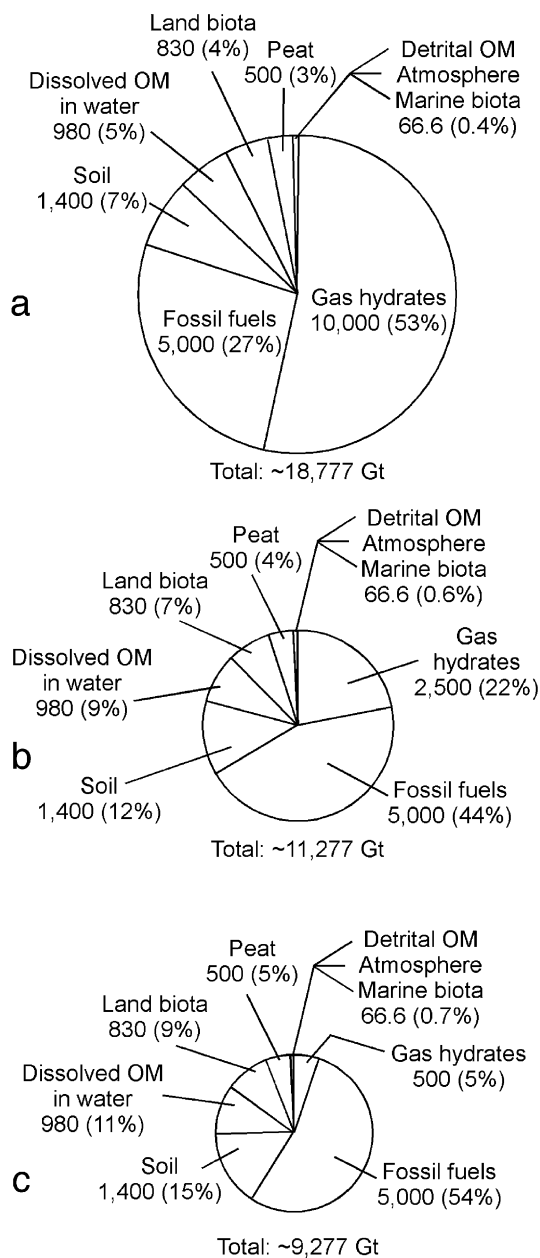 Land biota
830 (4%)
Peat
500 (3%)
Detrital OM
Atmosphere
Marine biota
66.6 (0.4%)
Dissolved OM
in water
980 (5%)
Soil
1,400 (7%)
a
Fossil fuels
5,000 (27%)
Gas hydrates
10,000 (53%)
Total: ~18,777 Gt
Peat
500 (4%)
Detrital OM
Atmosphere
Marine biota
66.6 (0.6%)
Land biota
830 (7%)
Gas
hydrates
2,500 (22%)
Dissolved OM
in water
980 (9%)
b
Soil
1,400 (12%)
Fossil fuels
5,000 (44%)
Total: ~11,277 Gt
Peat
500 (5%)
Detrital OM
Atmosphere
Marine biota
66.6 (0.7%)
Land biota
830 (9%)
Gas hydrates
500 (5%)
Dissolved OM
in water
980 (11%)
c
Soil
1,400 (15%)
Fossil fuels
5,000 (54%)
Total: ~9,277 Gt